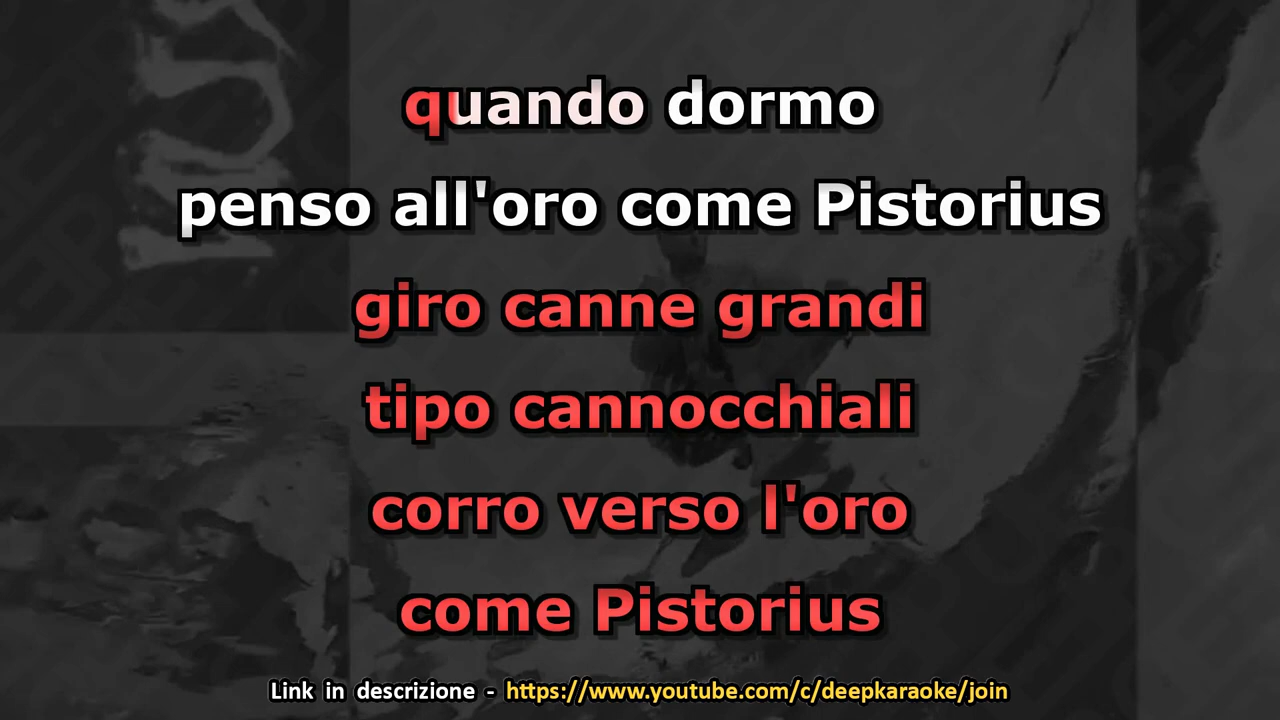 quando dormo
penso all'oro come Pistorius
giro canne grandi
tipo cannocchiali
corro verso l'oro
come Pistorius
Link in descrizione - https://www.youtube.com/c/deepkaraoke/join